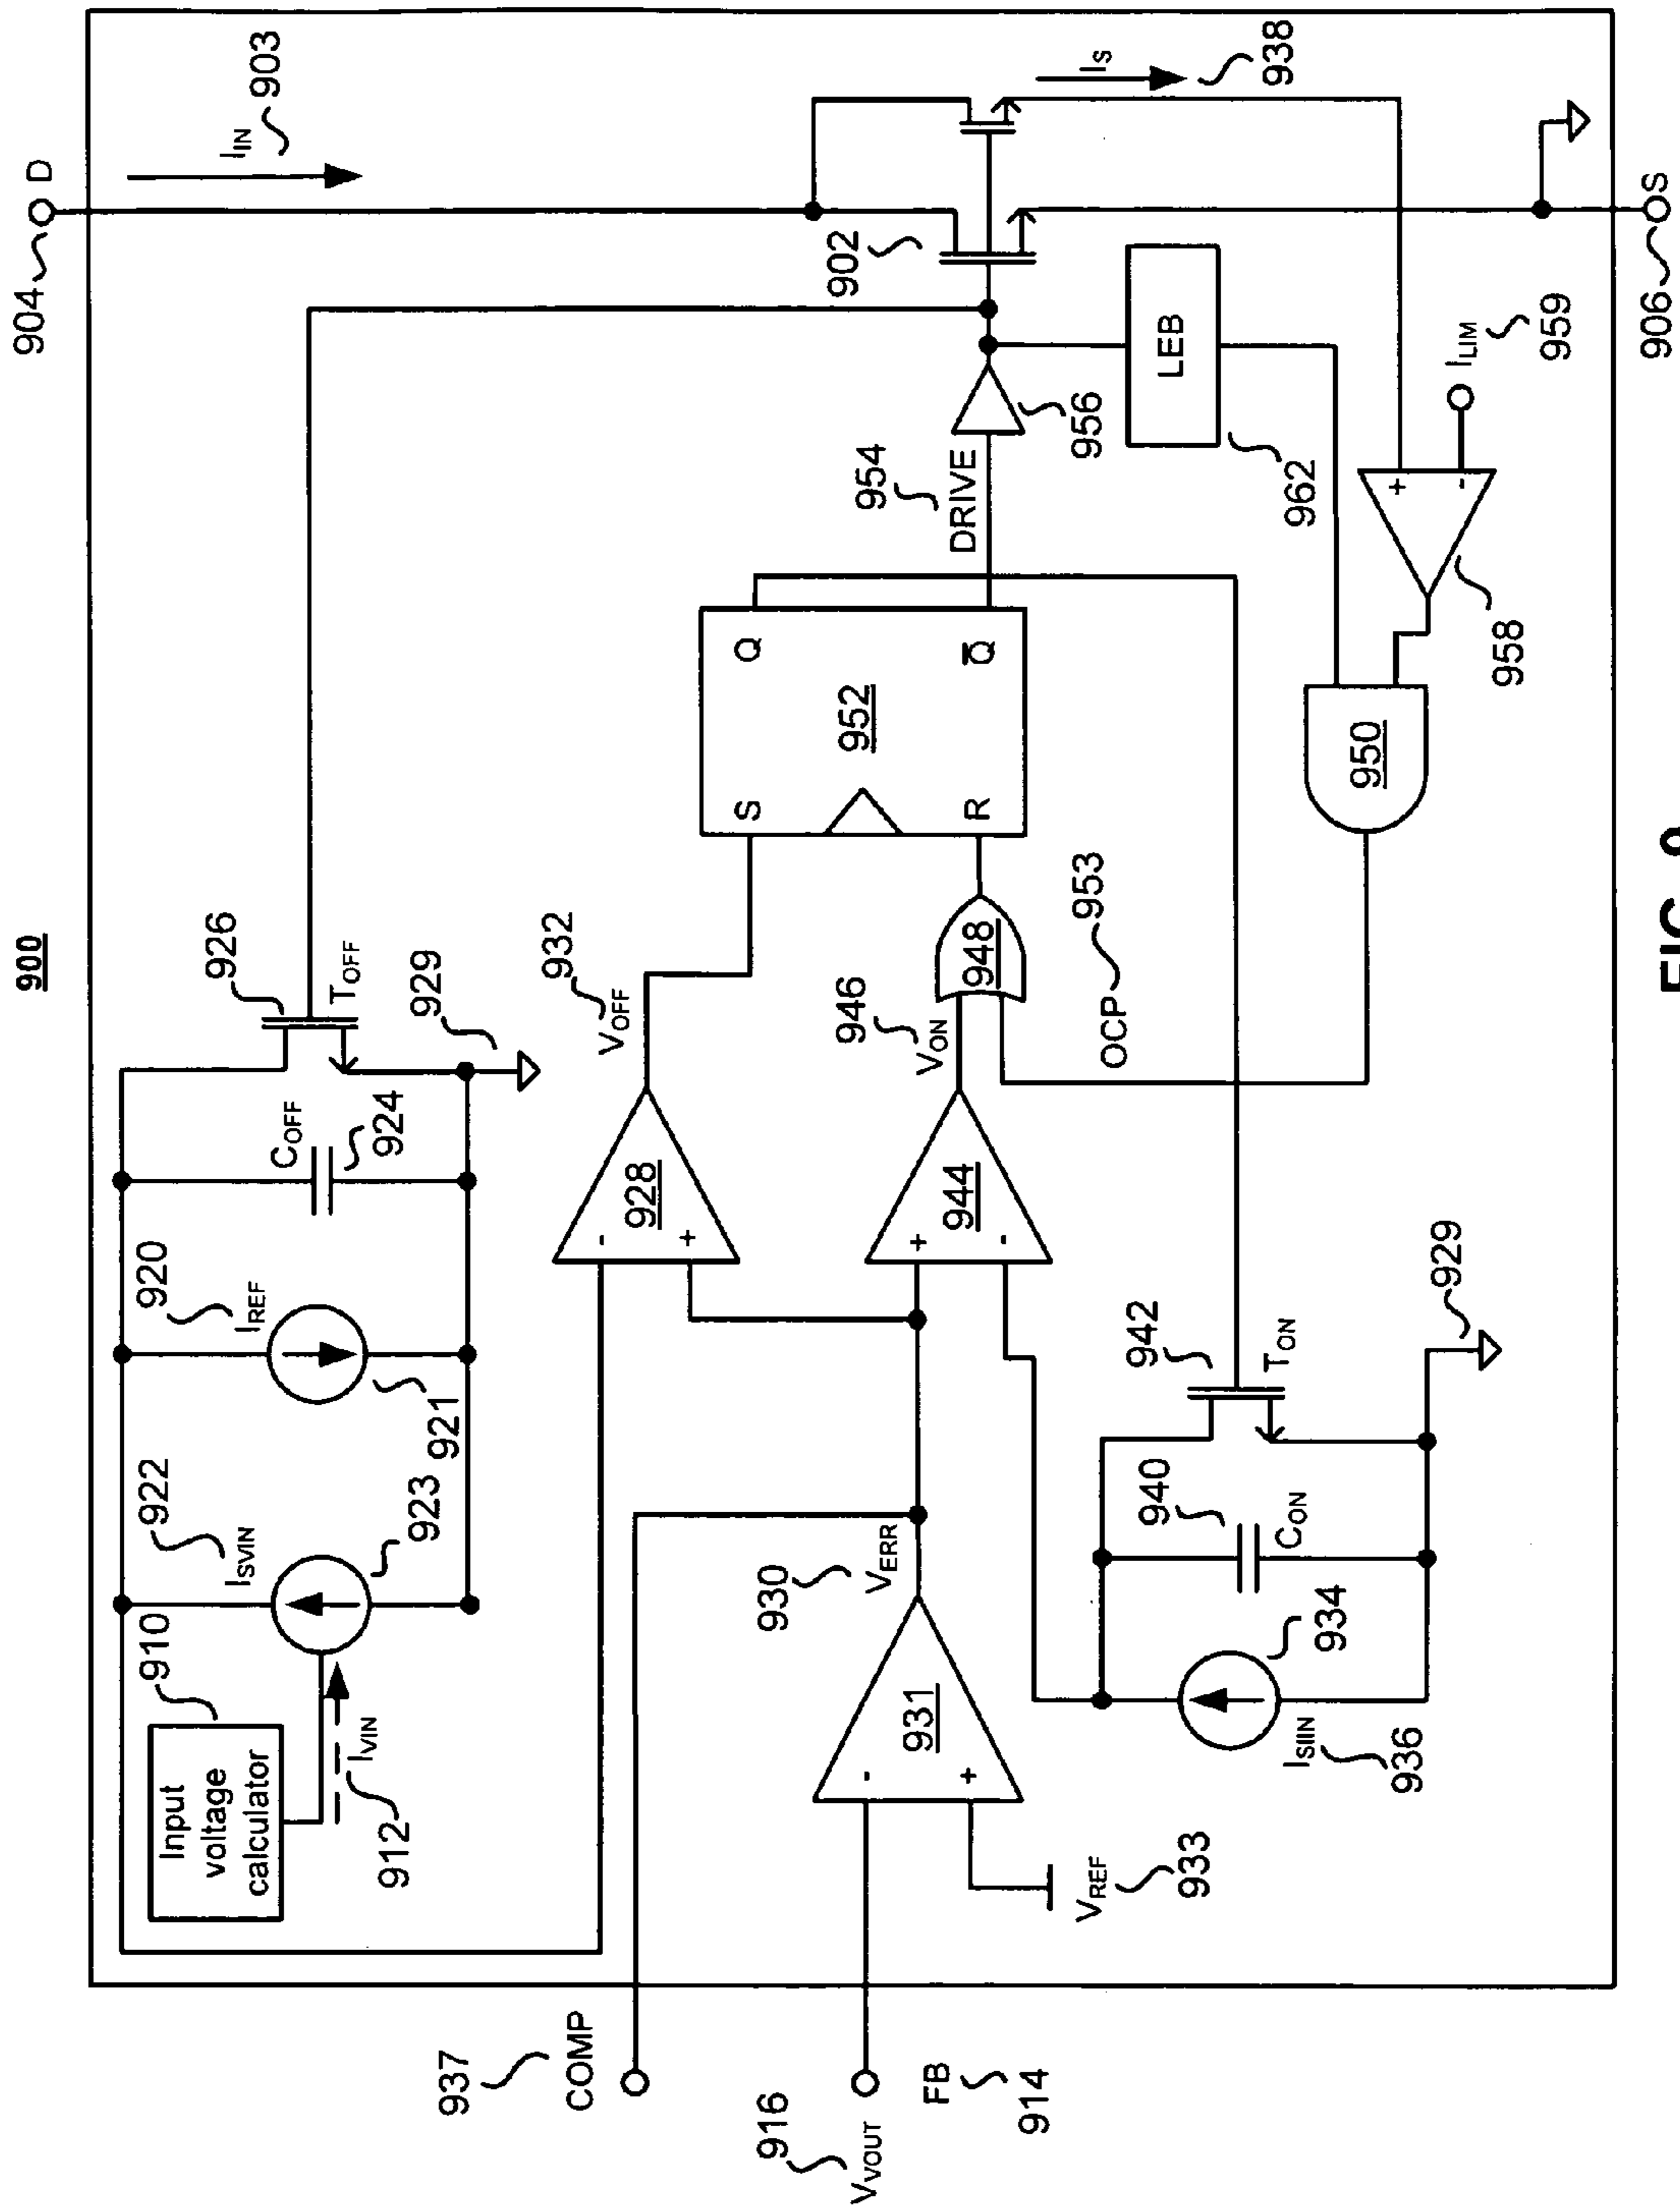 900
904
D
I_IN
903
926
T_OFF
929
C_OFF
924
920
I_REF
921
922
I_SVIN
923
910
Input
voltage
calculator
I_VIN
912
V_OFF
932
928
-
+
902
I_S
938
S
Q
952
R
Q̅
954
DRIVE
956
LEB
962
I_LIM
959
906
S
937
COMP
916
V_VOUT
FB
914
930
V_ERR
931
-
+
V_REF
933
944
+
-
946
V_ON
948
OCP
953
942
T_ON
929
940
C_ON
934
I_SIIN
936
950
958
+
-